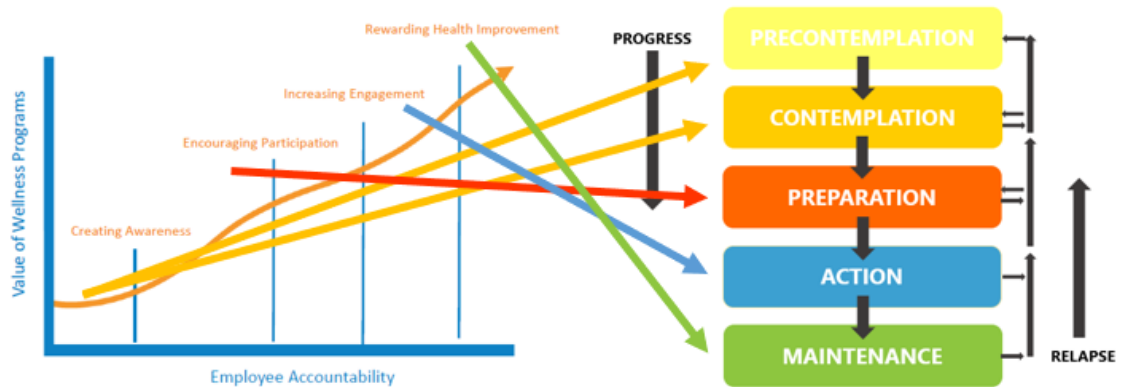 Rewarding Health Improvement
PROGRESS
PRECONTEMPLATION
Increasing Engagement
CONTEMPLATION
Encouraging Participation
PREPARATION
Creating Awareness
ACTION
MAINTENANCE
RELAPSE
Value of Wellness Programs
Employee Accountability